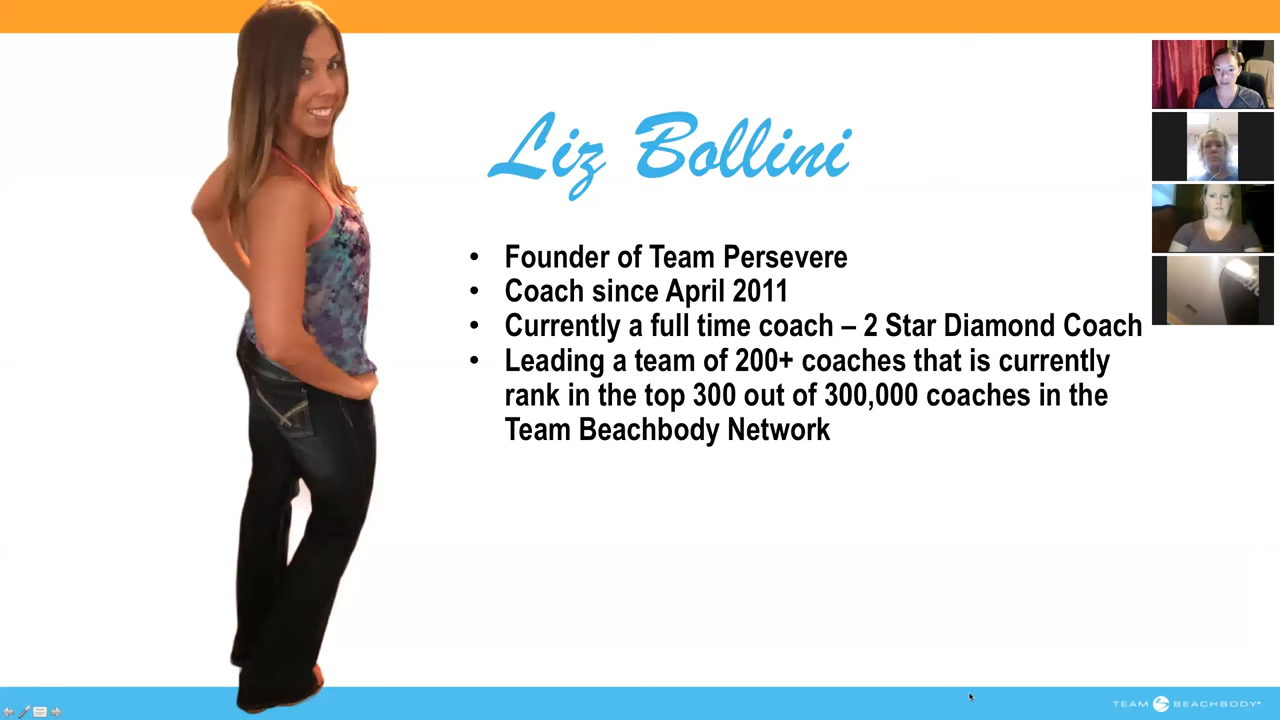 Liz Bollini
• Founder of Team Persevere
• Coach since April 2011
• Currently a full time coach – 2 Star Diamond Coach
• Leading a team of 200+ coaches that is currently
rank in the top 300 out of 300,000 coaches in the
Team Beachbody Network
TEAM BEACHBODY